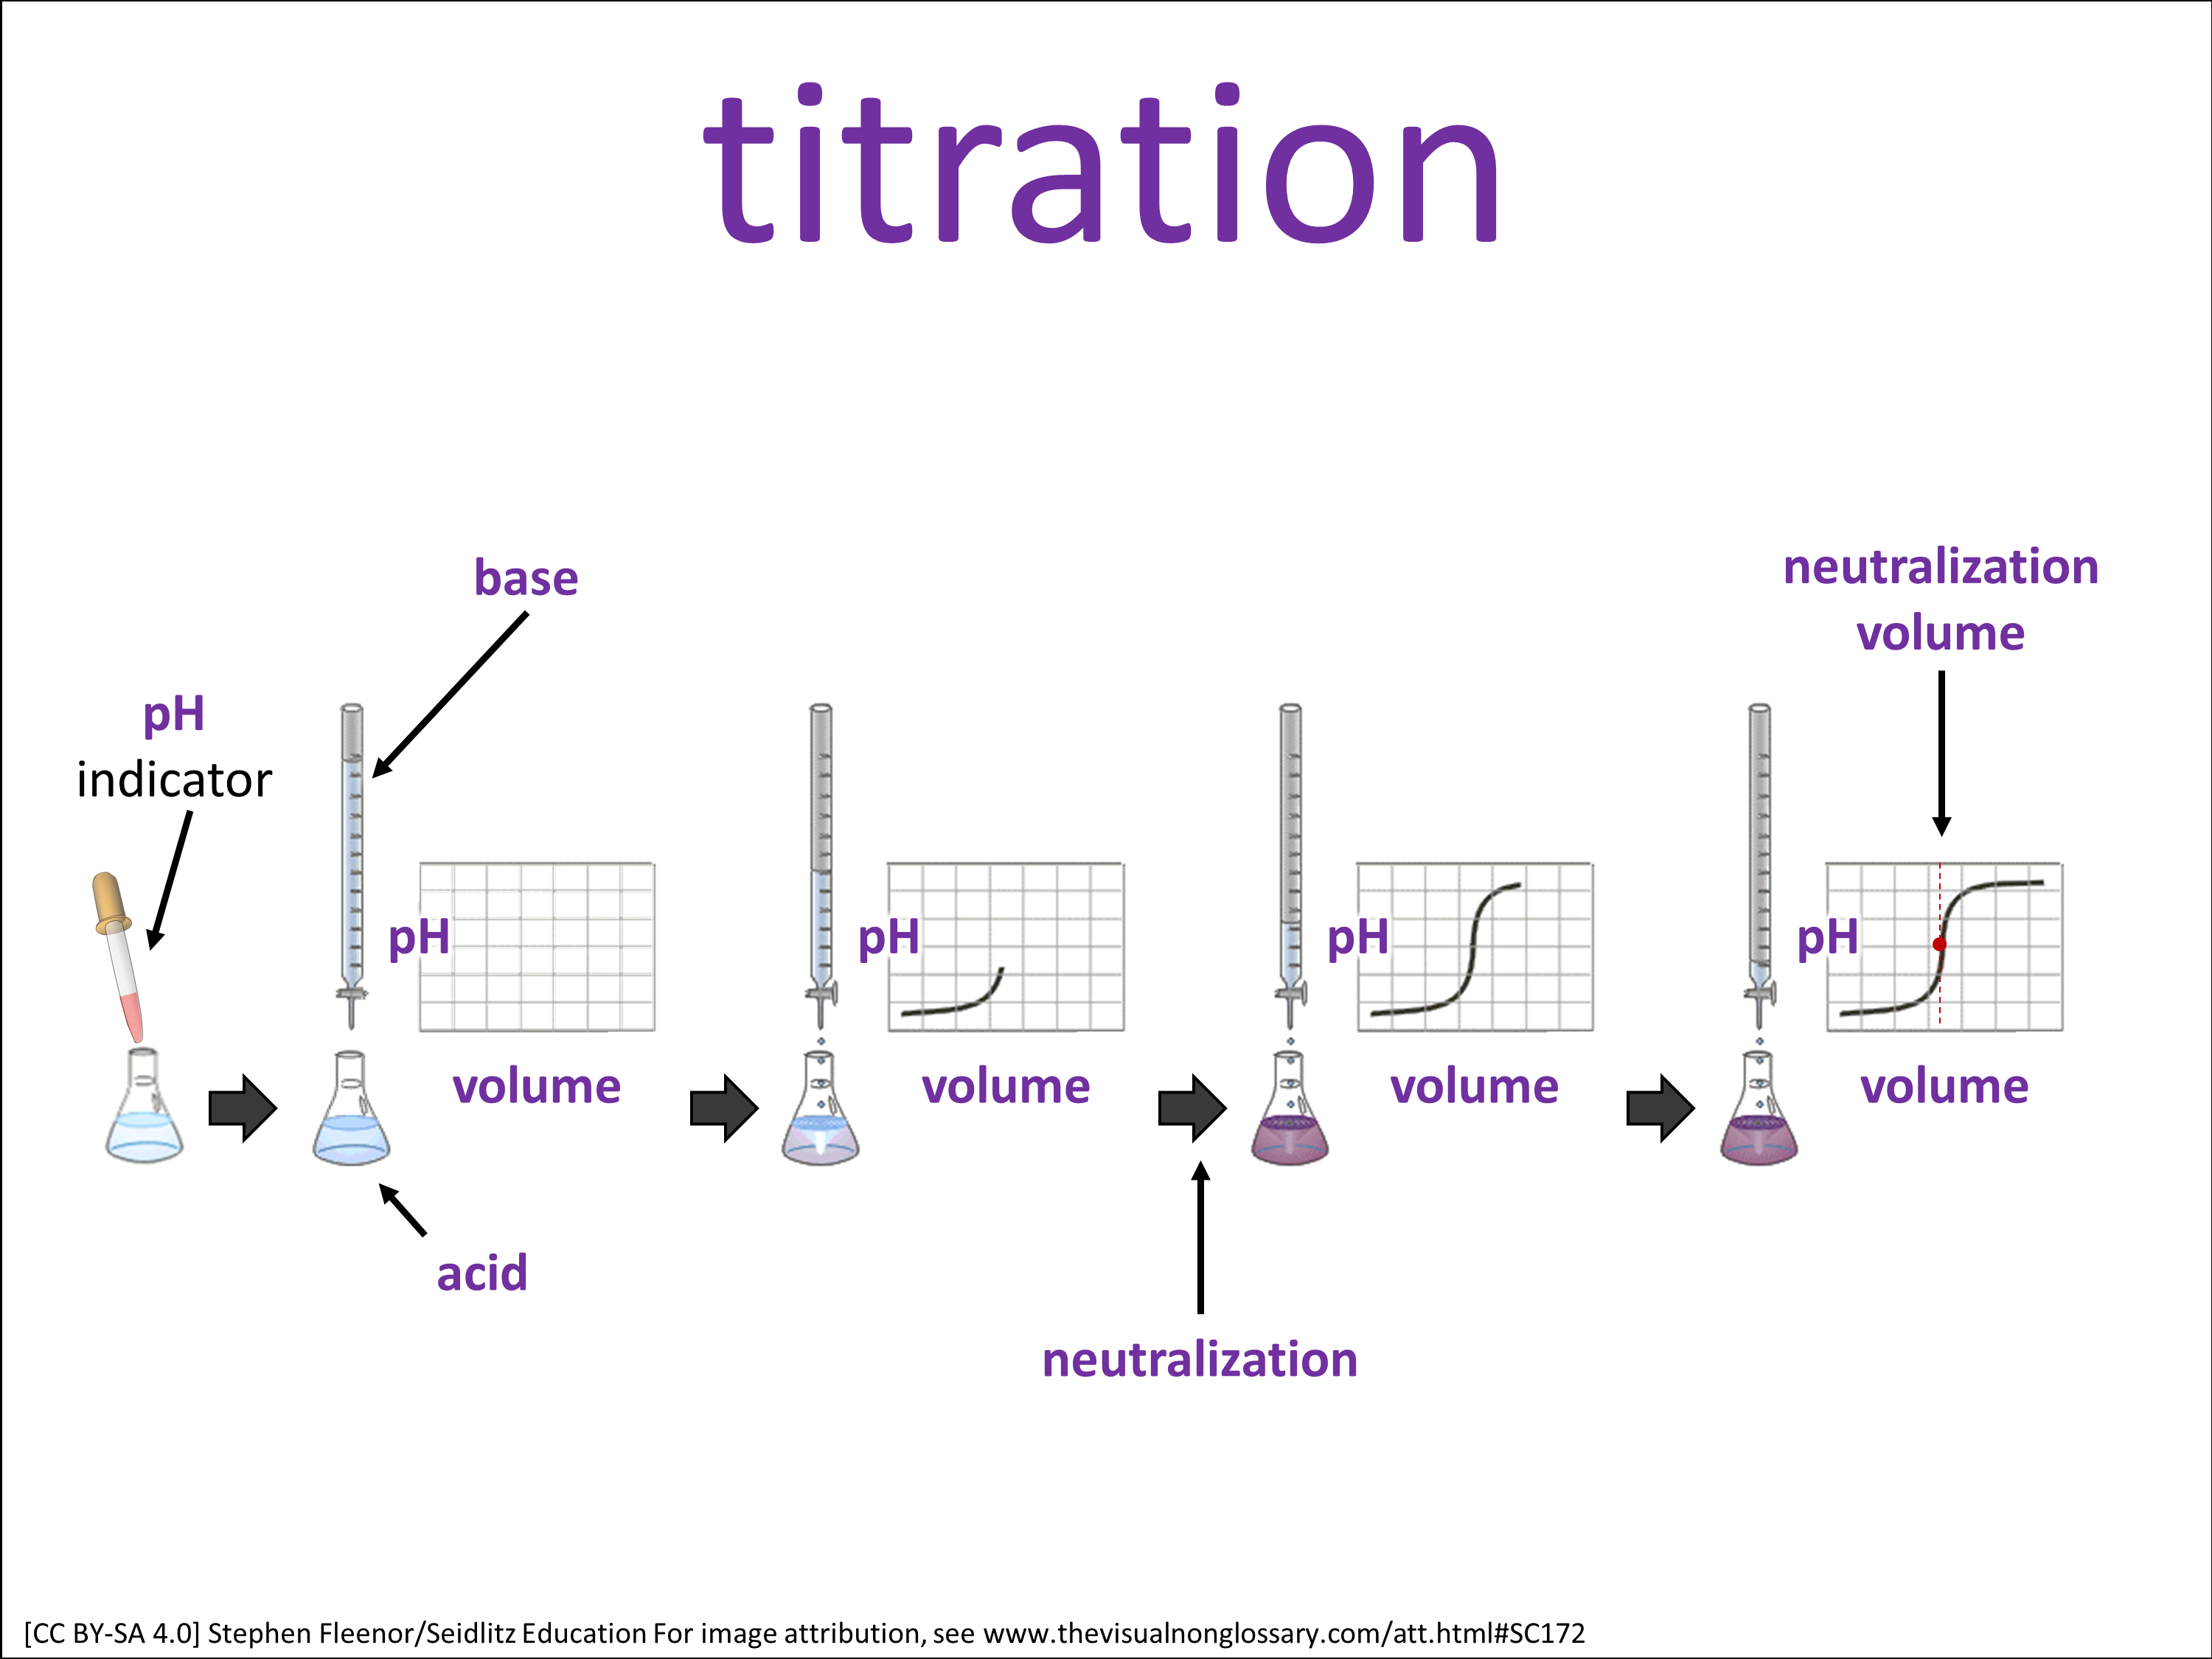 titration
pH
indicator
base
acid
pH
volume
pH
volume
neutralization
pH
volume
neutralization
volume
pH
volume
[CC BY-SA 4.0] Stephen Fleenor/Seidlitz Education For image attribution, see www.thevisualnonglossary.com/att.html#SC172